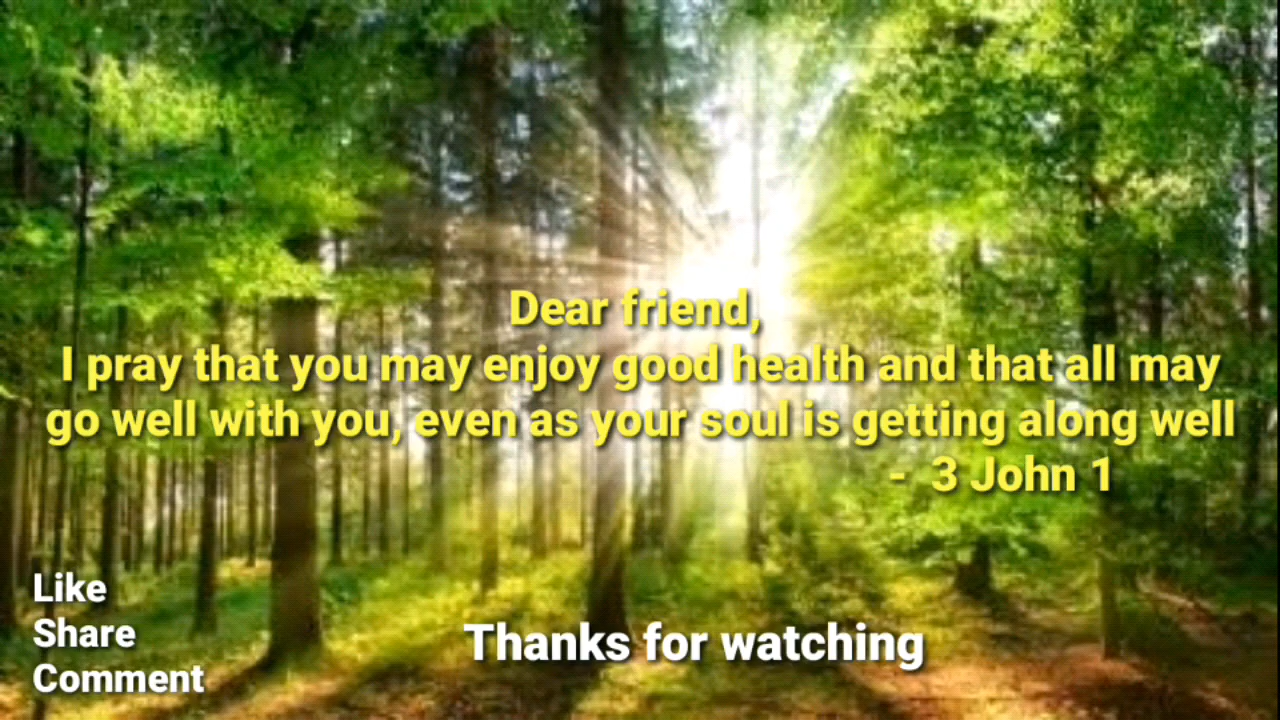 Dear friend,
I pray that you may enjoy good health and that all may
go well with you, even as your soul is getting along well
- 3 John 1
Like
Share
Comment
Thanks for watching